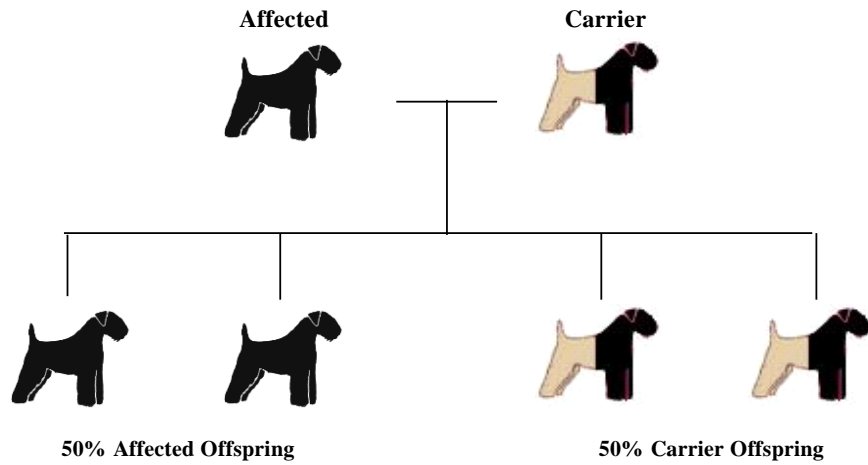 Affected
Carrier
50% Affected Offspring
50% Carrier Offspring